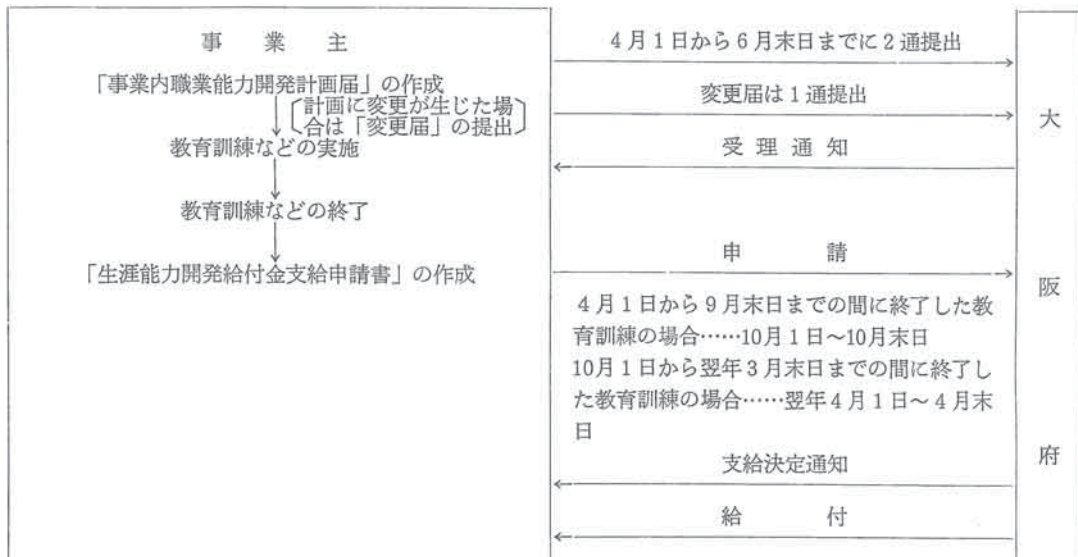 事業主
「事業内職業能力開発計画届」の作成
計画に変更が生じた場
合は「変更届」の提出
教育訓練などの実施
教育訓練などの終了
「生涯能力開発給付金支給申請書」の作成
4月1日から6月末日までに2通提出
変更届は1通提出
受理通知
申請
4月1日から9月末日までの間に終了した教
育訓練の場合……10月1日～10月末日
10月1日から翌年3月末日までの間に終了し
た教育訓練の場合……翌年4月1日～4月末
日
支給決定通知
給付
大阪府